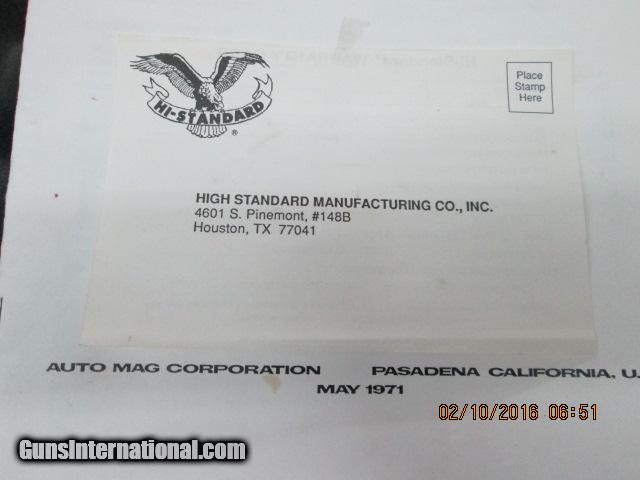 HI-STANDARD
®
Place
Stamp
Here
HIGH STANDARD MANUFACTURING CO., INC.
4601 S. Pinemont, #148B
Houston, TX 77041
AUTO MAG CORPORATION PASADENA CALIFORNIA, U.
MAY 1971
02/10/2016 06:51
GunsInternational.com